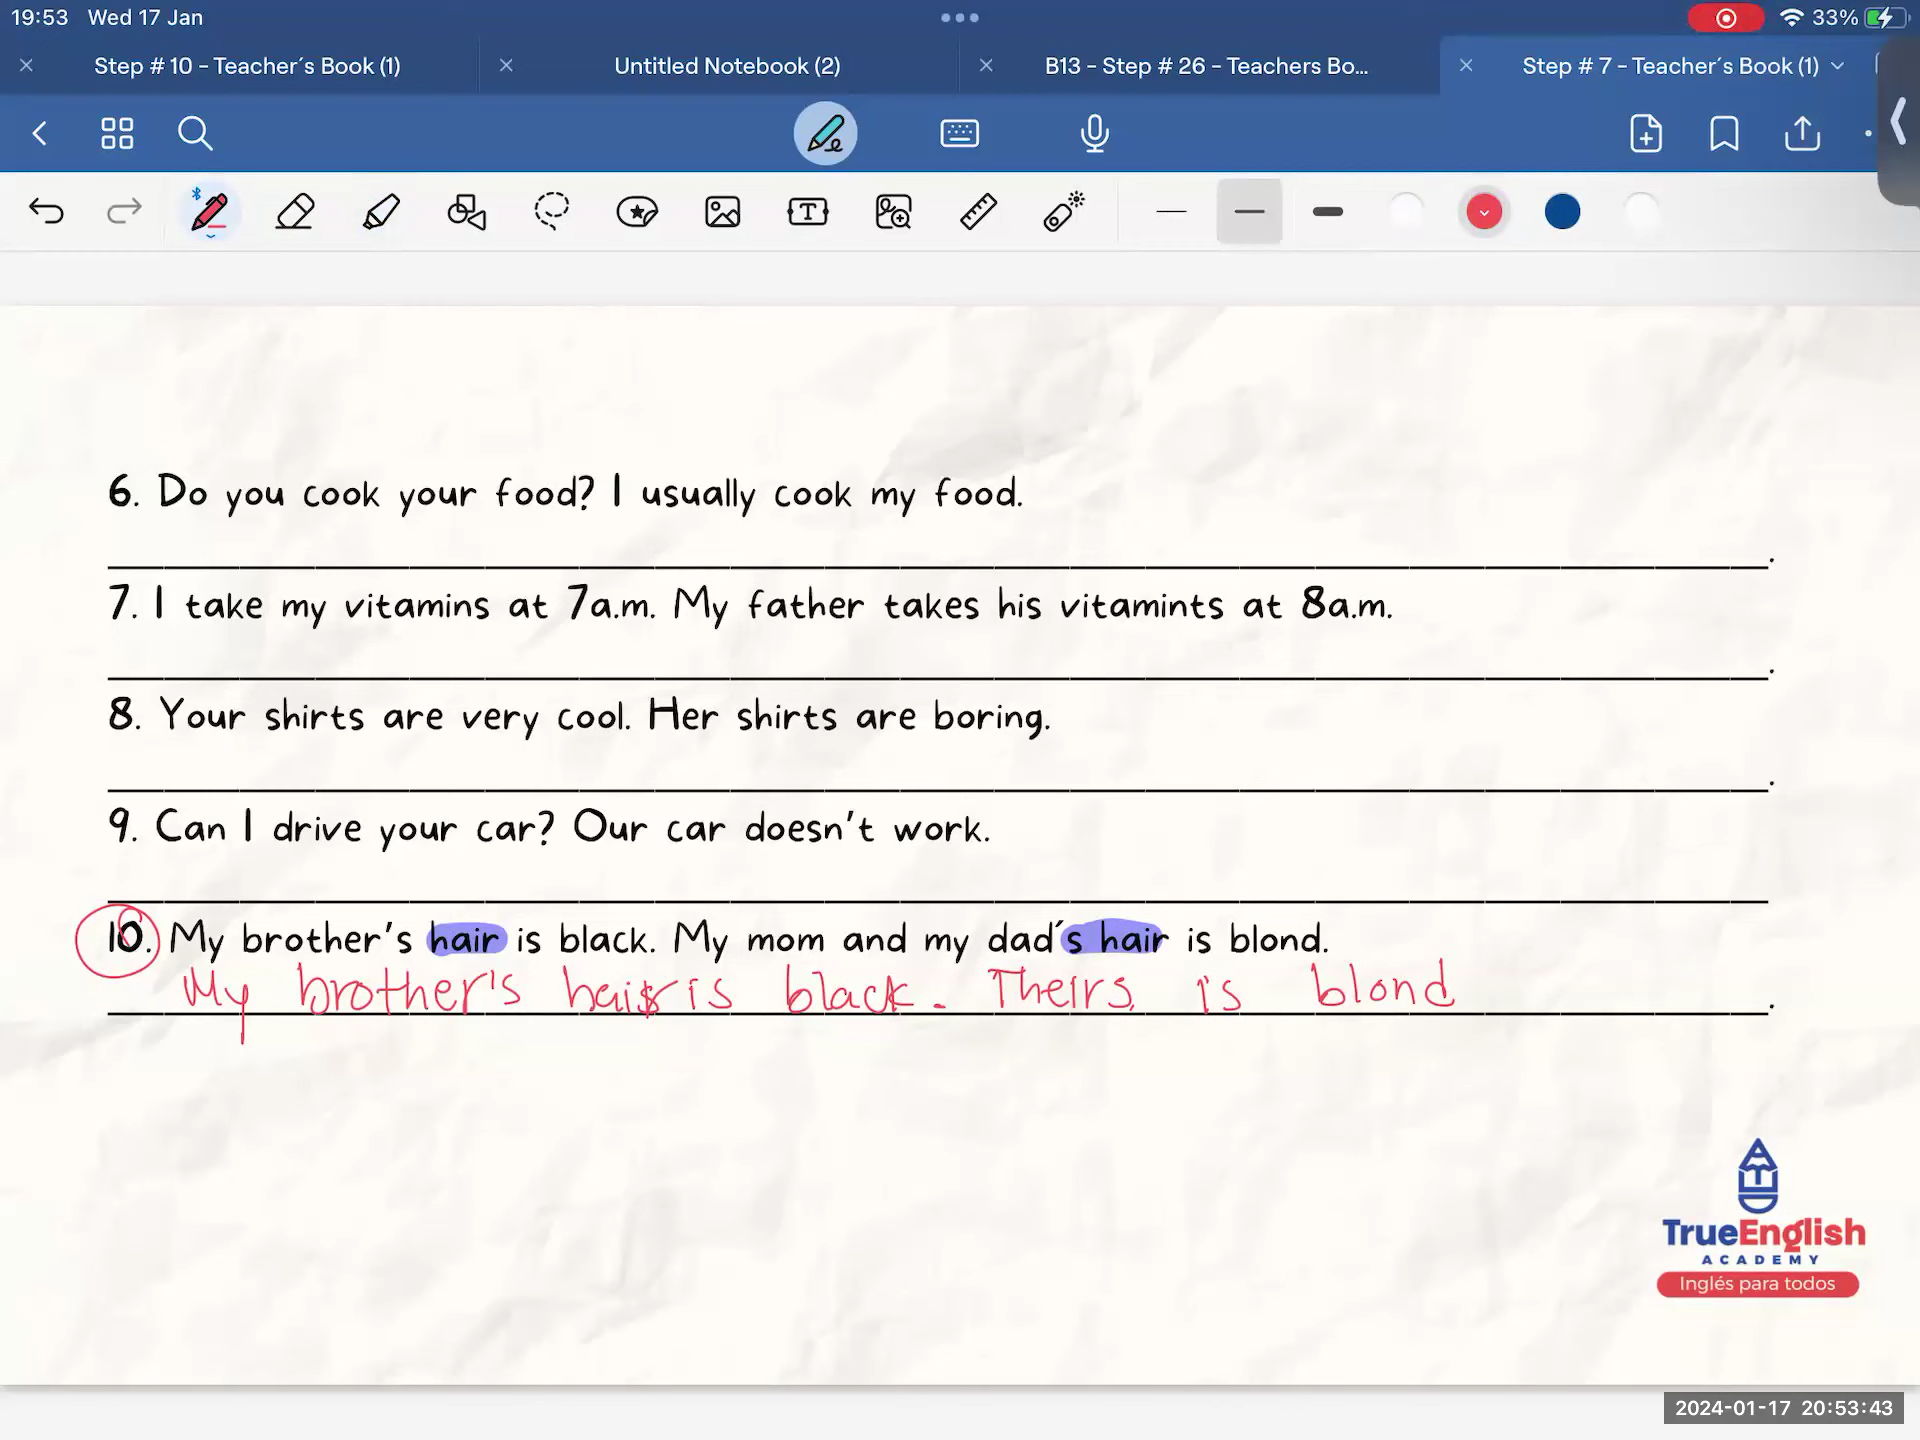 19:53 Wed 17 Jan
33%
Step # 10 - Teacher´s Book (1)
Untitled Notebook (2)
B13 - Step # 26 - Teachers Bo...
Step # 7 - Teacher´s Book (1)
6. Do you cook your food? I usually cook my food.
7. I take my vitamins at 7a.m. My father takes his vitamints at 8a.m.
8. Your shirts are very cool. Her shirts are boring.
9. Can I drive your car? Our car doesn't work.
10. My brother's hair is black. My mom and my dad´s hair is blond.
My brother's hair is black. Theirs is blond
TrueEnglish
ACADEMY
Inglés para todos
2024-01-17 20:53:43